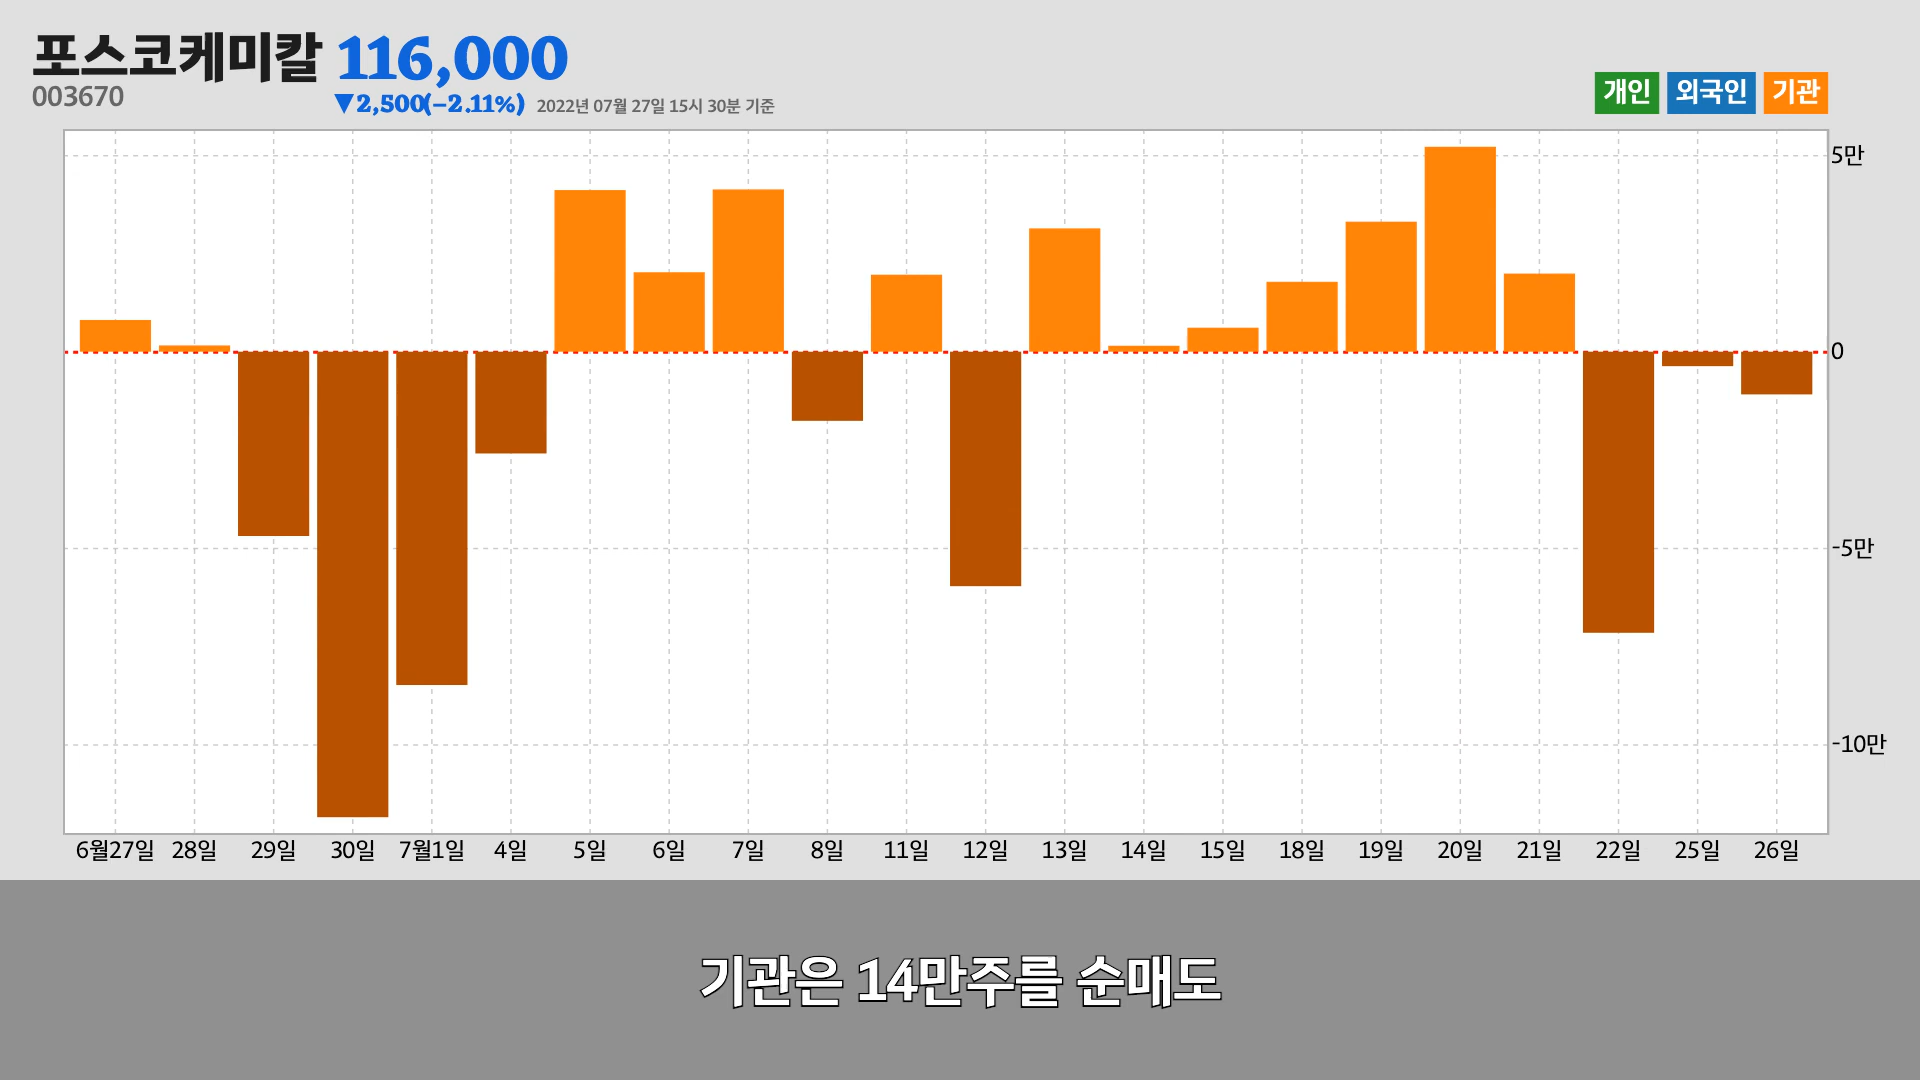 포스코케미칼 116,000
003670 ▼2,500(−2.11%) 2022년 07월 27일 15시 30분 기준
개인 외국인 기관
5만
0
-5만
-10만
6월27일 28일 29일 30일 7월1일 4일 5일 6일 7일 8일 11일 12일 13일 14일 15일 18일 19일 20일 21일 22일 25일 26일
기관은 14만주를 순매도